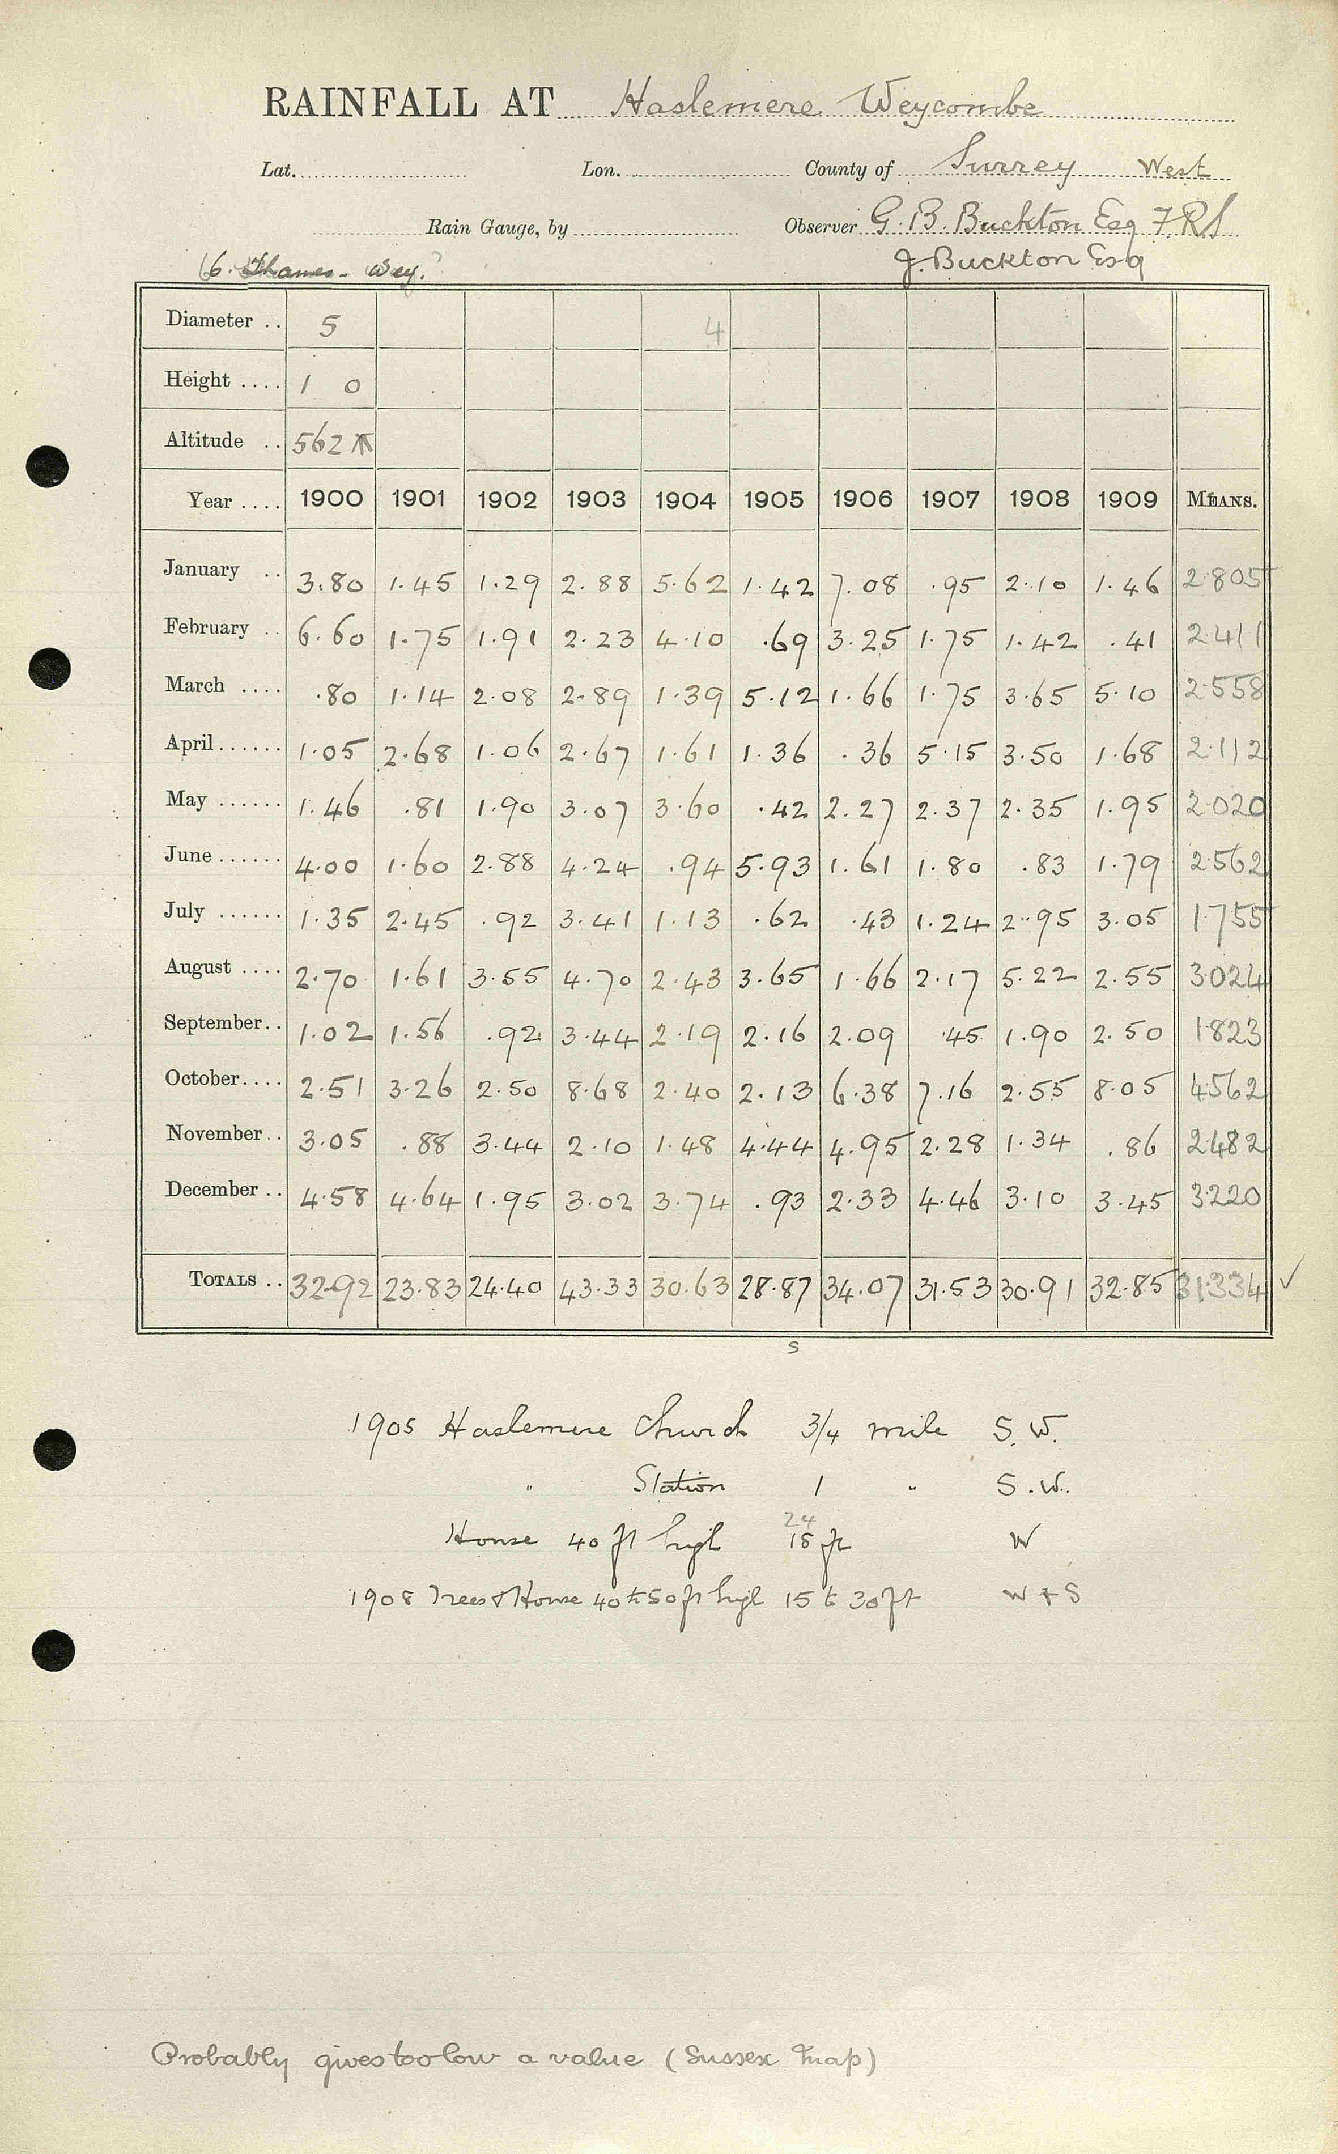 RAINFALL AT Haslemere Weycombe
Lat. Lon. County of Surrey West
Rain Gauge, by Observer G. B. Buckton Esq F.R.S
(6. Thames - Wey. J. Buckton Esq
Diameter .. 5 4
Height .... 1 0
Altitude .. 562
Year .... 1900 1901 1902 1903 1904 1905 1906 1907 1908 1909 MEANS.
January .. 3.80 1.45 1.29 2.88 5.62 1.42 7.08 .95 2.10 1.46 2.805
February .. 6.60 1.75 1.91 2.23 4.10 .69 3.25 1.75 1.42 .41 2.411
March .... .80 1.14 2.08 2.89 1.39 5.12 1.66 1.75 3.65 5.10 2.558
April...... 1.05 2.68 1.06 2.67 1.61 1.36 .36 5.15 3.50 1.68 2.112
May ...... 1.46 .81 1.90 3.07 3.60 .42 2.27 2.37 2.35 1.95 2.020
June...... 4.00 1.60 2.88 4.24 .94 5.93 1.61 1.80 .83 1.79 2.562
July ...... 1.35 2.45 .92 3.41 1.13 .62 .43 1.24 2.95 3.05 1.755
August .... 2.70 1.61 3.55 4.70 2.43 3.65 1.66 2.17 5.22 2.55 3024
September.. 1.02 1.56 .92 3.44 2.19 2.16 2.09 .45 1.90 2.50 1823
October.... 2.51 3.26 2.50 8.68 2.40 2.13 6.38 7.16 2.55 8.05 4562
November.. 3.05 .88 3.44 2.10 1.48 4.44 4.95 2.28 1.34 .86 2482
December .. 4.58 4.64 1.95 3.02 3.74 .93 2.33 4.46 3.10 3.45 3220
TOTALS .. 32.92 23.83 24.40 43.33 30.63 28.87 34.07 31.53 30.91 32.85 31.334 ✓
s
1905 Haslemere Church 3/4 mile S.W.
" Station 1 " S.W.
24
House 40 ft high 15 ft W
1908 Trees & House 40 to 50 ft high 15 to 30 ft W + S
Probably gives too low a value (Sussex Map)